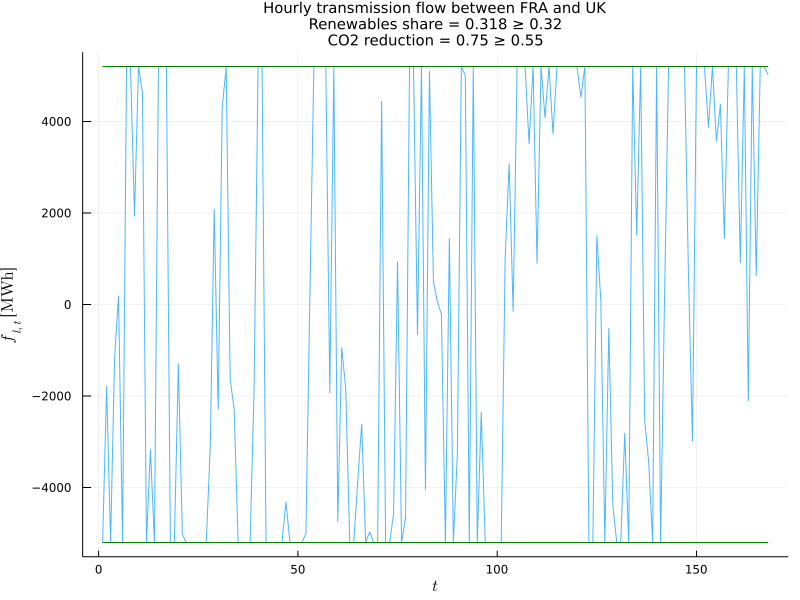 Hourly transmission flow between FRA and UK
Renewables share = 0.318 ≥ 0.32
CO2 reduction = 0.75 ≥ 0.55
4000
2000
0
−2000
−4000
f l,t [MWh]
0 50 100 150
t